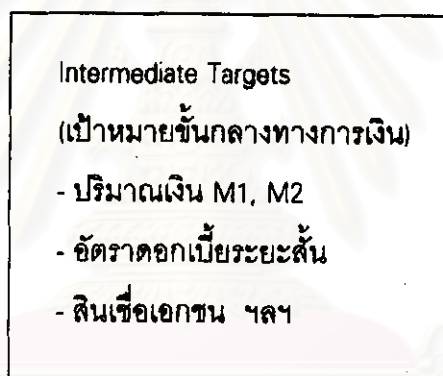 Intermediate Targets
(เป้าหมายขั้นกลางทางการเงิน)
- ปริมาณเงิน M1, M2
- อัตราดอกเบี้ยระยะสั้น
- สินเชื่อเอกชน ฯลฯ